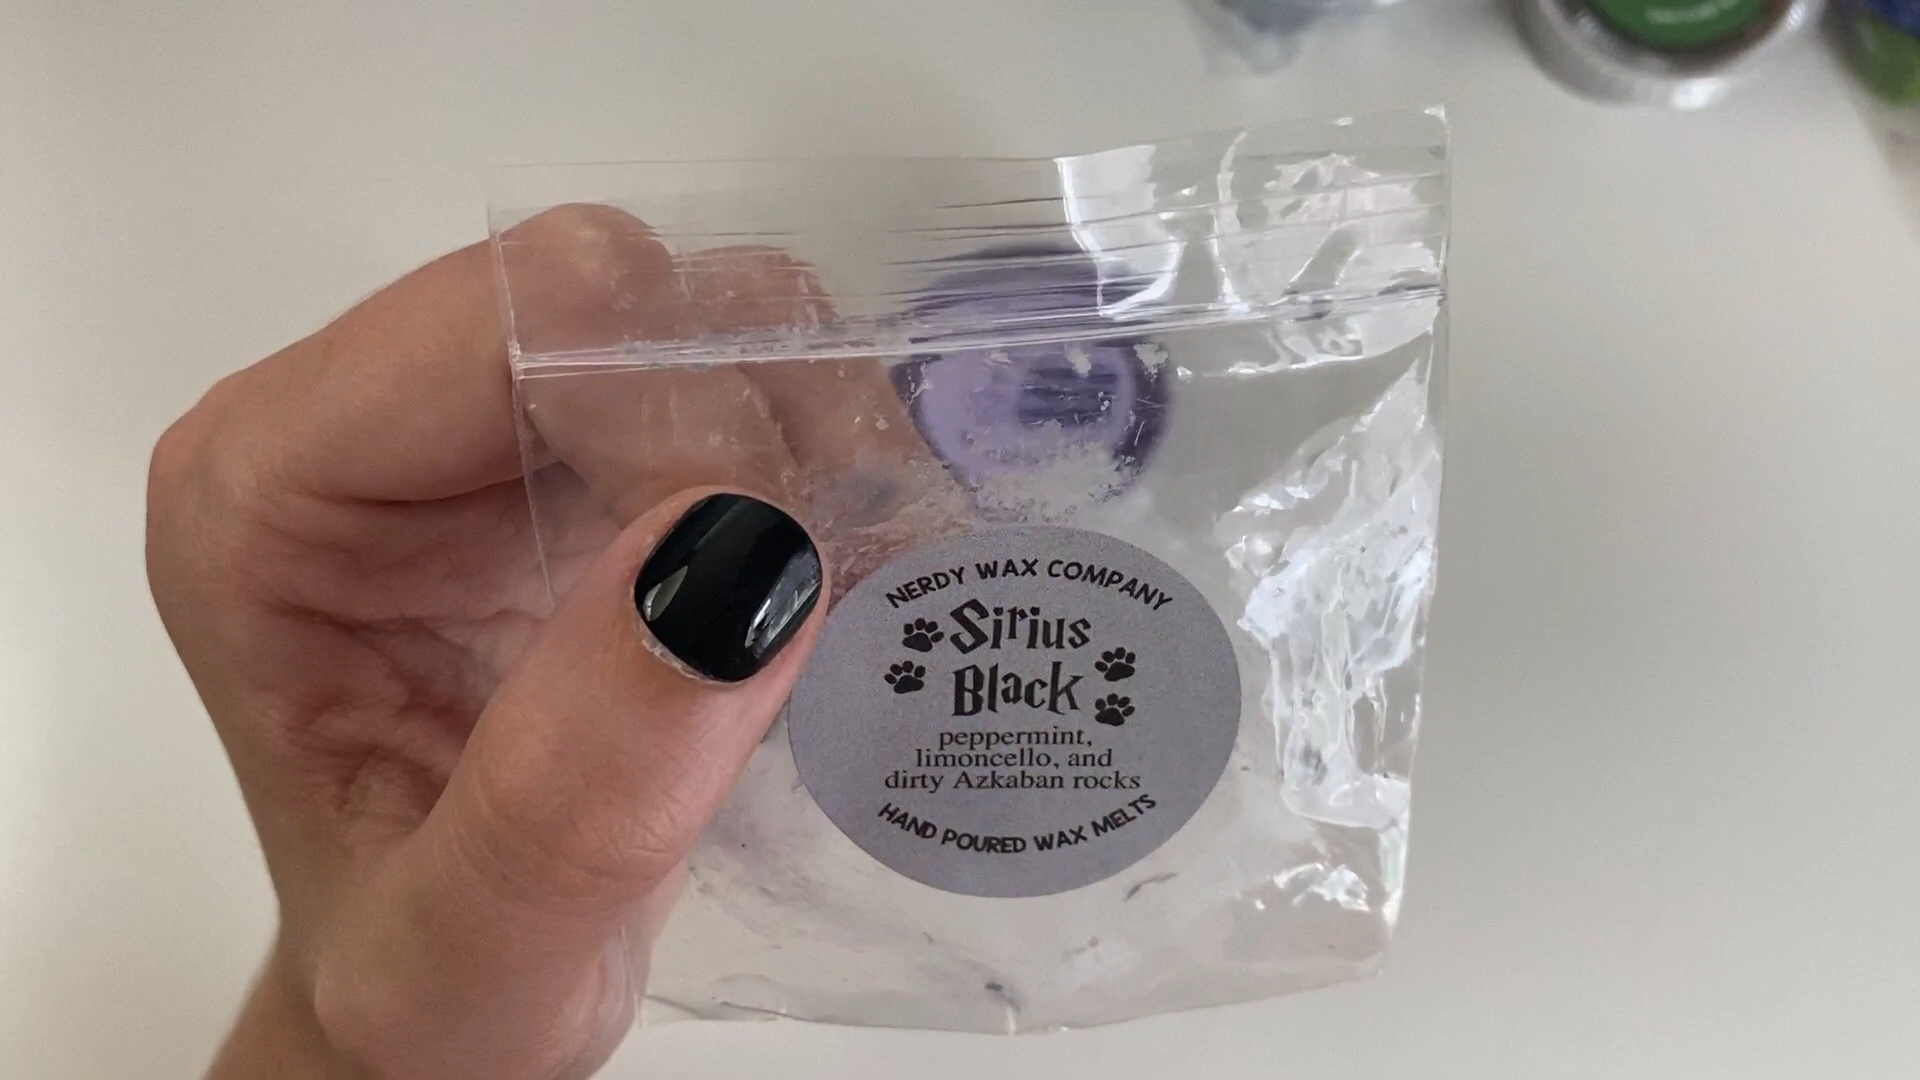 NERDY WAX COMPANY
Sirius
Black
peppermint,
limoncello, and
dirty Azkaban rocks
HAND POURED WAX MELTS